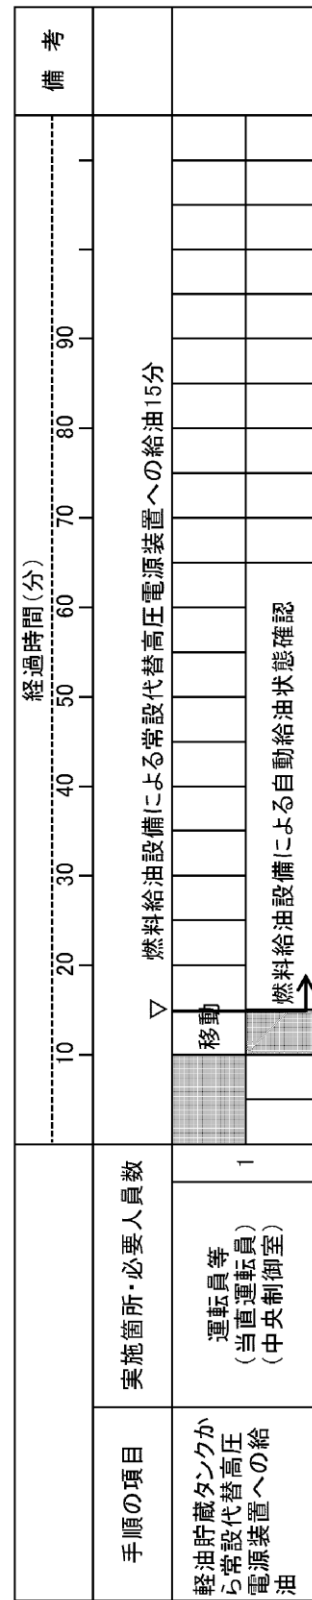 経過時間(分)
備 考
10 20 30 40 50 60 70 80 90
手順の項目
実施箇所・必要人員数
▽ 燃料給油設備による常設代替高圧電源装置への給油15分
軽油貯蔵タンクか
ら常設代替高圧
電源装置への給
油
運転員等
(当直運転員)
(中央制御室)
1
移動
燃料給油設備による自動給油状態確認